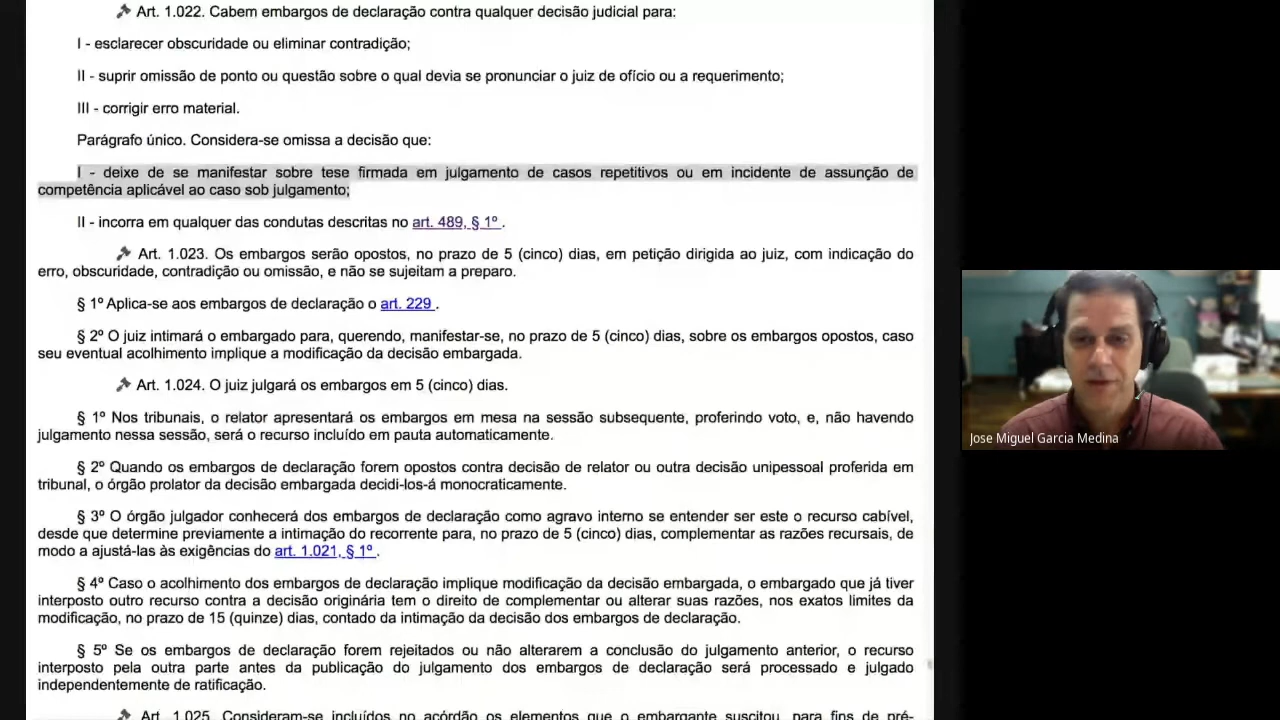 Art. 1.022. Cabem embargos de declaração contra qualquer decisão judicial para:
I - esclarecer obscuridade ou eliminar contradição;
II - suprir omissão de ponto ou questão sobre o qual devia se pronunciar o juiz de ofício ou a requerimento;
III - corrigir erro material.
Parágrafo único. Considera-se omissa a decisão que:
I - deixe de se manifestar sobre tese firmada em julgamento de casos repetitivos ou em incidente de assunção de
competência aplicável ao caso sob julgamento;
II - incorra em qualquer das condutas descritas no art. 489, § 1º .
Art. 1.023. Os embargos serão opostos, no prazo de 5 (cinco) dias, em petição dirigida ao juiz, com indicação do
erro, obscuridade, contradição ou omissão, e não se sujeitam a preparo.
§ 1º Aplica-se aos embargos de declaração o art. 229 .
§ 2º O juiz intimará o embargado para, querendo, manifestar-se, no prazo de 5 (cinco) dias, sobre os embargos opostos, caso
seu eventual acolhimento implique a modificação da decisão embargada.
Art. 1.024. O juiz julgará os embargos em 5 (cinco) dias.
§ 1º Nos tribunais, o relator apresentará os embargos em mesa na sessão subsequente, proferindo voto, e, não havendo
julgamento nessa sessão, será o recurso incluído em pauta automaticamente.
§ 2º Quando os embargos de declaração forem opostos contra decisão de relator ou outra decisão unipessoal proferida em
tribunal, o órgão prolator da decisão embargada decidi-los-á monocraticamente.
§ 3º O órgão julgador conhecerá dos embargos de declaração como agravo interno se entender ser este o recurso cabível,
desde que determine previamente a intimação do recorrente para, no prazo de 5 (cinco) dias, complementar as razões recursais, de
modo a ajustá-las às exigências do art. 1.021, § 1º .
§ 4º Caso o acolhimento dos embargos de declaração implique modificação da decisão embargada, o embargado que já tiver
interposto outro recurso contra a decisão originária tem o direito de complementar ou alterar suas razões, nos exatos limites da
modificação, no prazo de 15 (quinze) dias, contado da intimação da decisão dos embargos de declaração.
§ 5º Se os embargos de declaração forem rejeitados ou não alterarem a conclusão do julgamento anterior, o recurso
interposto pela outra parte antes da publicação do julgamento dos embargos de declaração será processado e julgado
independentemente de ratificação.
Art. 1.025. Consideram-se incluídos no acórdão os elementos que o embargante suscitou, para fins de pré-
Jose Miguel Garcia Medina